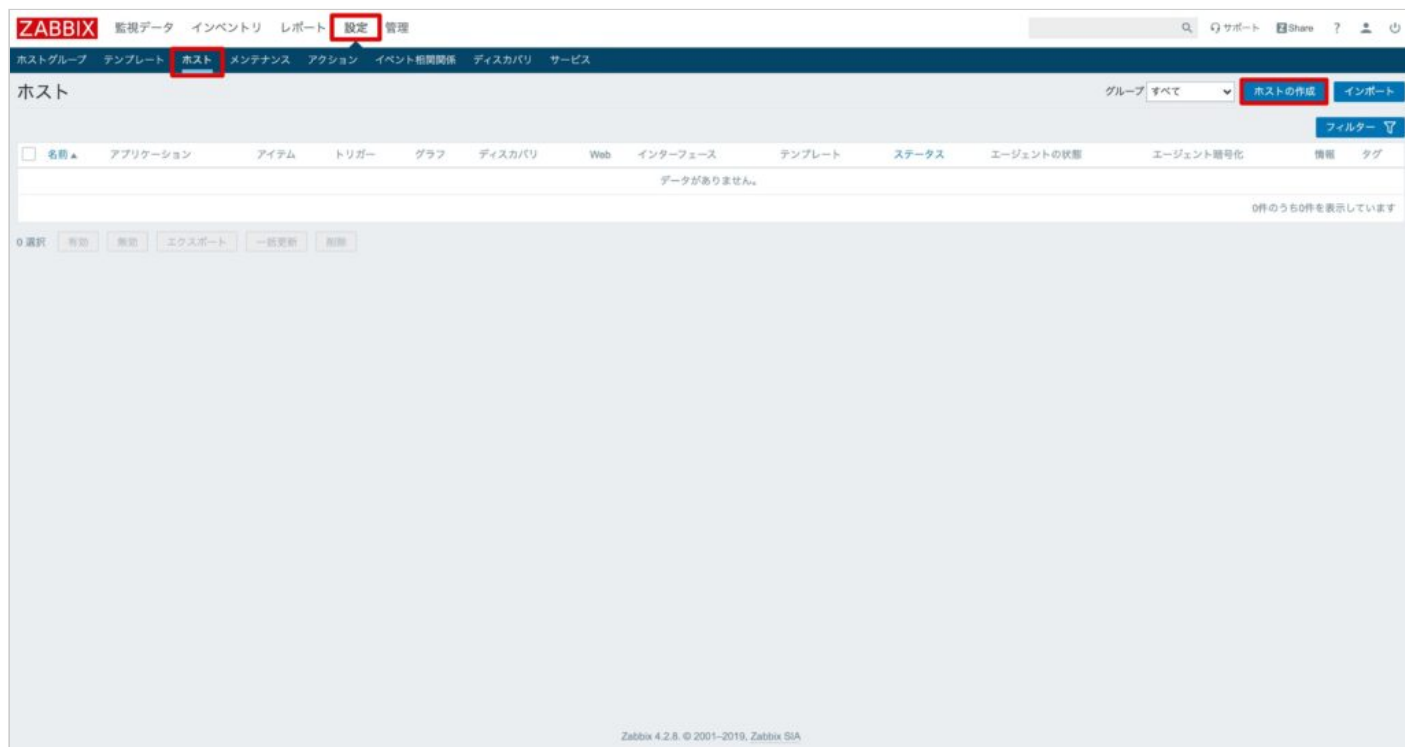 ZABBIX 監視データ インベントリ レポート 設定 管理 サポート Share ?
ホストグループ テンプレート ホスト メンテナンス アクション イベント相関関係 ディスカバリ サービス
ホスト グループ すべて ホストの作成 インポート
フィルター
名前 アプリケーション アイテム トリガー グラフ ディスカバリ Web インターフェース テンプレート ステータス エージェントの状態 エージェント暗号化 情報 タグ
データがありません。
0件のうち0件を表示しています
0 選択 有効 無効 エクスポート 一括更新 削除
Zabbix 4.2.8. © 2001–2019, Zabbix SIA